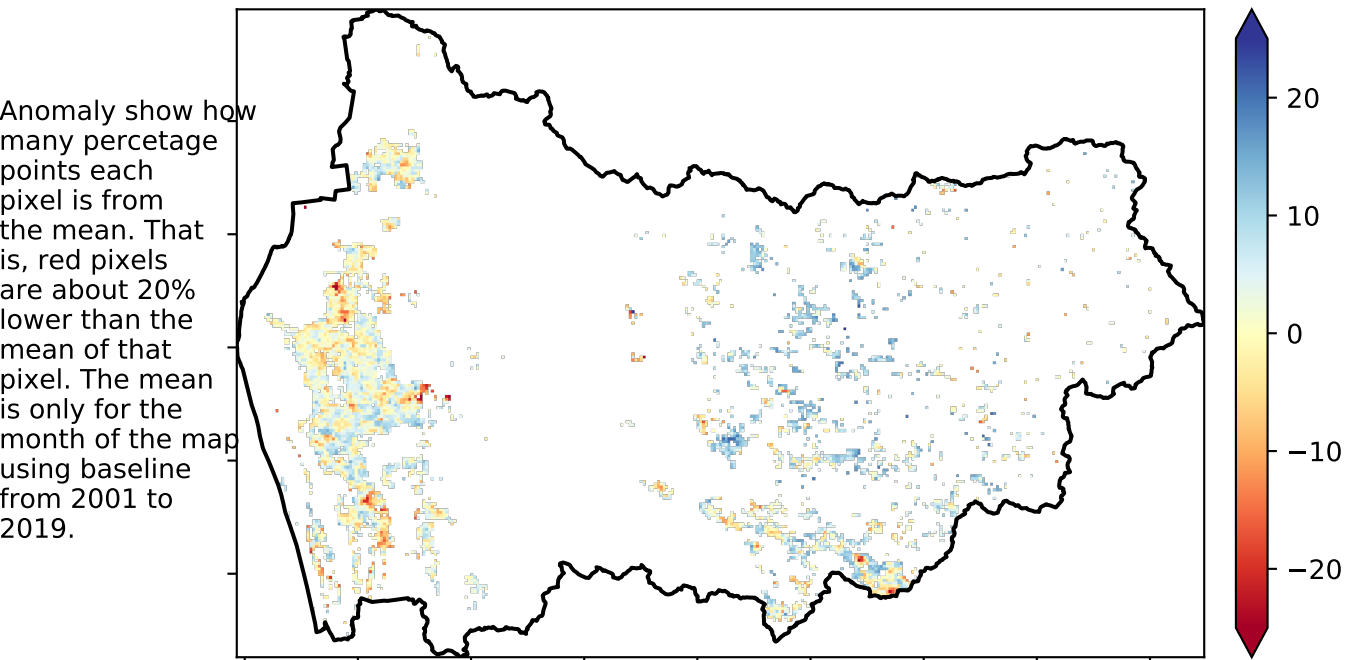 Anomaly show how
many percetage
points each
pixel is from
the mean. That
is, red pixels
are about 20%
lower than the
mean of that
pixel. The mean
is only for the
month of the map
using baseline
from 2001 to
2019.
20
10
0
−10
−20